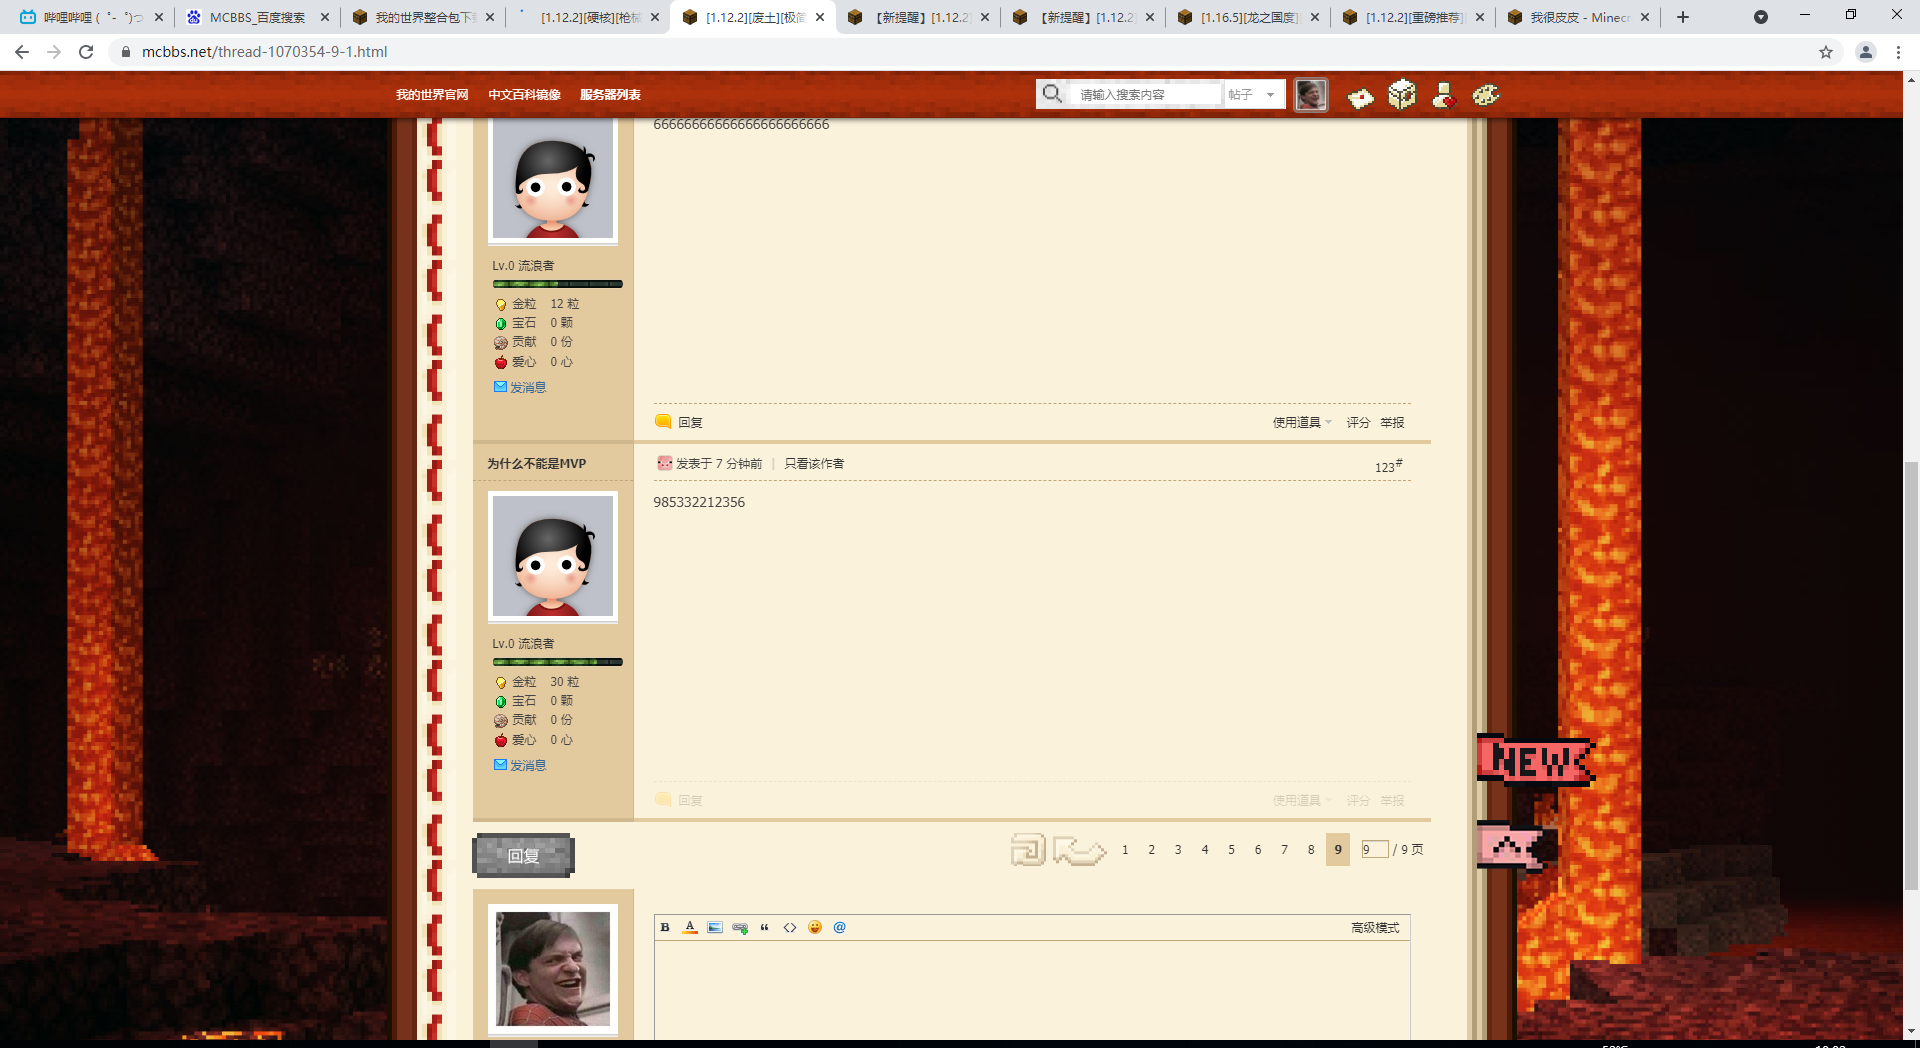 哔哩哔哩 ( ゜- ゜)つ
MCBBS_百度搜索
我的世界整合包下
[1.12.2][硬核][枪械
[1.12.2][废土][极简
【新提醒】[1.12.2]
【新提醒】[1.12.2]
[1.16.5][龙之国度]
[1.12.2][重磅推荐]
我很皮皮 - Minecr
mcbbs.net/thread-1070354-9-1.html
我的世界官网 中文百科镜像 服务器列表
请输入搜索内容 帖子
Lv.0 流浪者
金粒 12 粒
宝石 0 颗
贡献 0 份
爱心 0 心
发消息
回复
使用道具 评分 举报
为什么不能是MVP
发表于 7 分钟前 | 只看该作者
123#
985332212356
Lv.0 流浪者
金粒 30 粒
宝石 0 颗
贡献 0 份
爱心 0 心
发消息
回复
使用道具 评分 举报
NEW
回复
1 2 3 4 5 6 7 8 9 9 / 9 页
B A “ <> @
高级模式